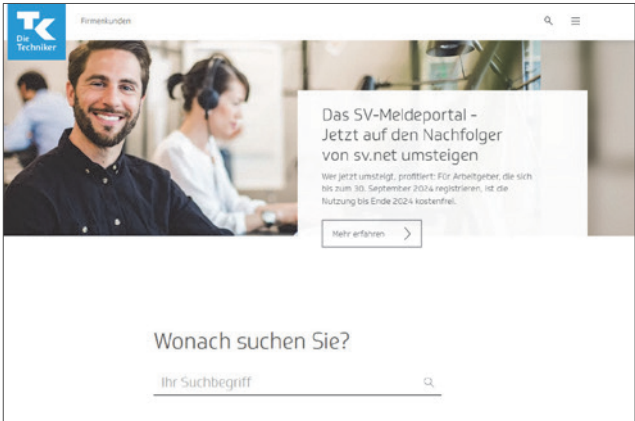 TK
Die
Techniker
Firmenkunden
Das SV-Meldeportal -
Jetzt auf den Nachfolger
von sv.net umsteigen
Wer jetzt umsteigt, profitiert: Für Arbeitgeber, die sich
bis zum 30. September 2024 registrieren, ist die
Nutzung bis Ende 2024 kostenfrei.
Mehr erfahren
Wonach suchen Sie?
Ihr Suchbegriff